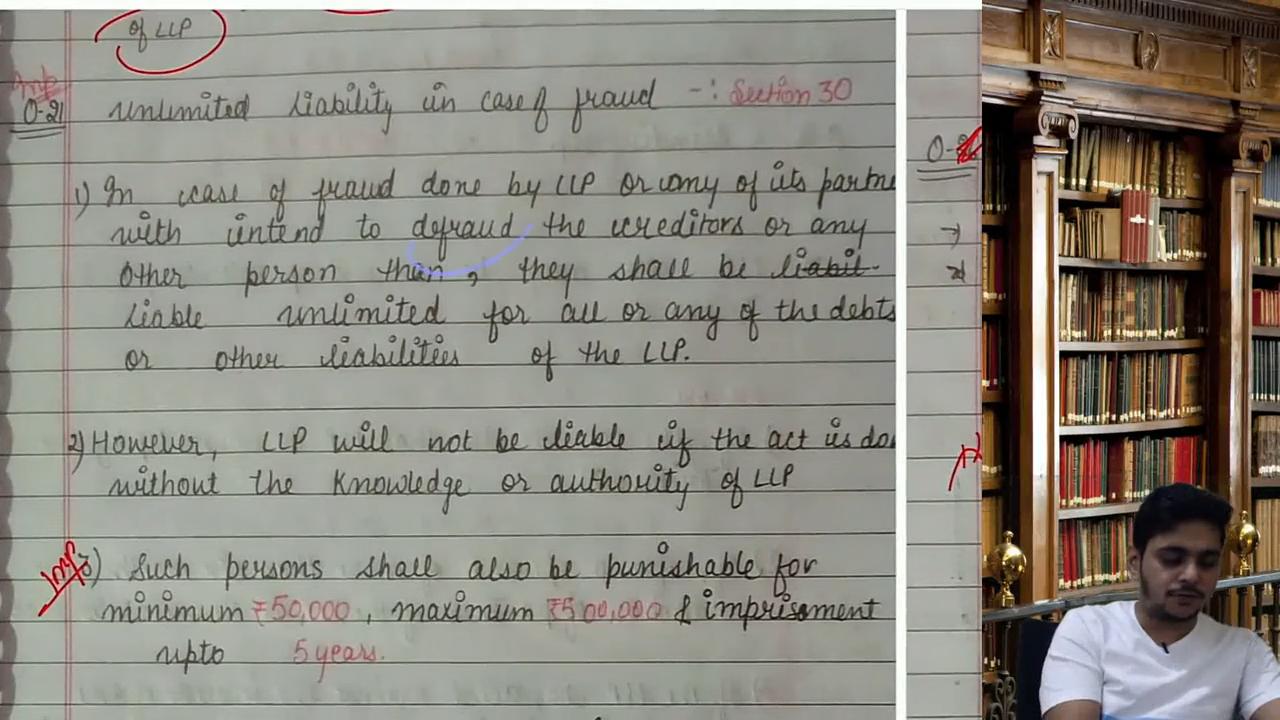 of LLP
Imp
Q-21 unlimited liability in case of fraud -: Section 30
1) In case of fraud done by LLP or any of its partne
with intend to defraud the creditors or any
other person than, they shall be liabil-
liable unlimited for all or any of the debts
or other liabilities of the LLP.
2) However, LLP will not be liable if the act is do
without the knowledge or authority of LLP
Imp 3) Such persons shall also be punishable for
minimum ₹50,000, maximum ₹500,000 & imprisoment
upto 5 years.